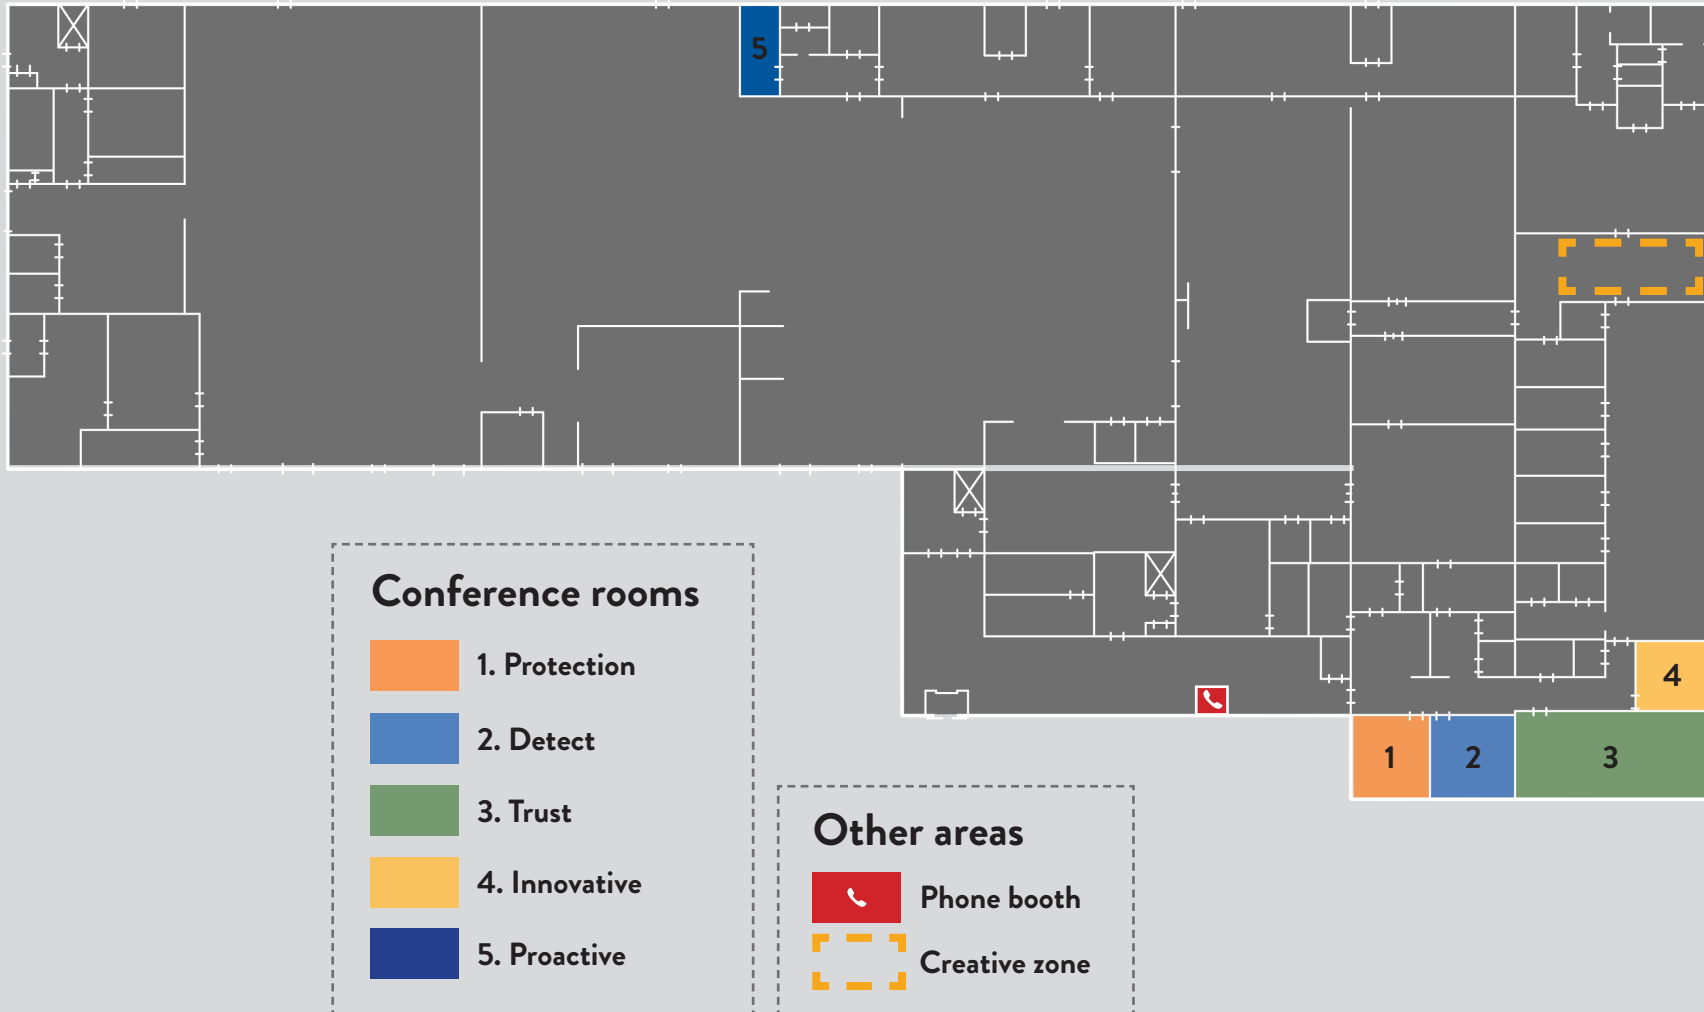 5
4
1
2
3
Conference rooms
1. Protection
2. Detect
3. Trust
4. Innovative
5. Proactive
Other areas
Phone booth
Creative zone